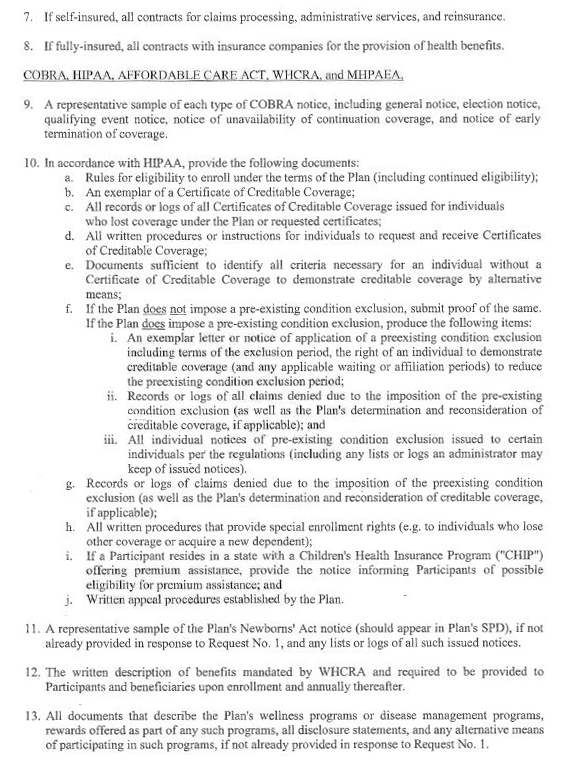 7. If self-insured, all contracts for claims processing, administrative services, and reinsurance.
8. If fully-insured, all contracts with insurance companies for the provision of health benefits.
COBRA, HIPAA, AFFORDABLE CARE ACT, WHCRA, and MHPAEA.
9. A representative sample of each type of COBRA notice, including general notice, election notice,
qualifying event notice, notice of unavailability of continuation coverage, and notice of early
termination of coverage.
10. In accordance with HIPAA, provide the following documents:
a. Rules for eligibility to enroll under the terms of the Plan (including continued eligibility);
b. An exemplar of a Certificate of Creditable Coverage;
c. All records or logs of all Certificates of Creditable Coverage issued for individuals
who lost coverage under the Plan or requested certificates;
d. All written procedures or instructions for individuals to request and receive Certificates
of Creditable Coverage;
e. Documents sufficient to identify all criteria necessary for an individual without a
Certificate of Creditable Coverage to demonstrate creditable coverage by alternative
means;
f. If the Plan does not impose a pre-existing condition exclusion, submit proof of the same.
If the Plan does impose a pre-existing condition exclusion, produce the following items:
i. An exemplar letter or notice of application of a preexisting condition exclusion
including terms of the exclusion period, the right of an individual to demonstrate
creditable coverage (and any applicable waiting or affiliation periods) to reduce
the preexisting condition exclusion period;
ii. Records or logs of all claims denied due to the imposition of the pre-existing
condition exclusion (as well as the Plan's determination and reconsideration of
creditable coverage, if applicable); and
iii. All individual notices of pre-existing condition exclusion issued to certain
individuals per the regulations (including any lists or logs an administrator may
keep of issued notices).
g. Records or logs of claims denied due to the imposition of the preexisting condition
exclusion (as well as the Plan's determination and reconsideration of creditable coverage,
if applicable);
h. All written procedures that provide special enrollment rights (e.g. to individuals who lose
other coverage or acquire a new dependent);
i. If a Participant resides in a state with a Children's Health Insurance Program ("CHIP")
offering premium assistance, provide the notice informing Participants of possible
eligibility for premium assistance; and
j. Written appeal procedures established by the Plan.
11. A representative sample of the Plan's Newborns' Act notice (should appear in Plan's SPD), if not
already provided in response to Request No. 1, and any lists or logs of all such issued notices.
12. The written description of benefits mandated by WHCRA and required to be provided to
Participants and beneficiaries upon enrollment and annually thereafter.
13. All documents that describe the Plan's wellness programs or disease management programs,
rewards offered as part of any such programs, all disclosure statements, and any alternative means
of participating in such programs, if not already provided in response to Request No. 1.